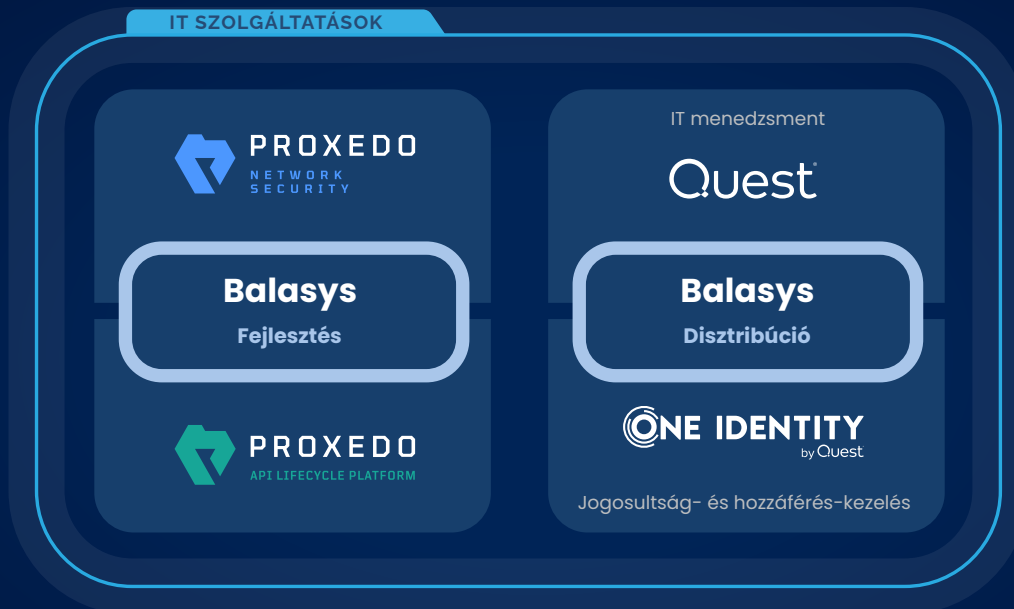 IT SZOLGÁLTATÁSOK
PROXEDO
NETWORK
SECURITY
Balasys
Fejlesztés
PROXEDO
API LIFECYCLE PLATFORM
IT menedzsment
Quest
Balasys
Disztribúció
ONE IDENTITY
by Quest
Jogosultság- és hozzáférés-kezelés